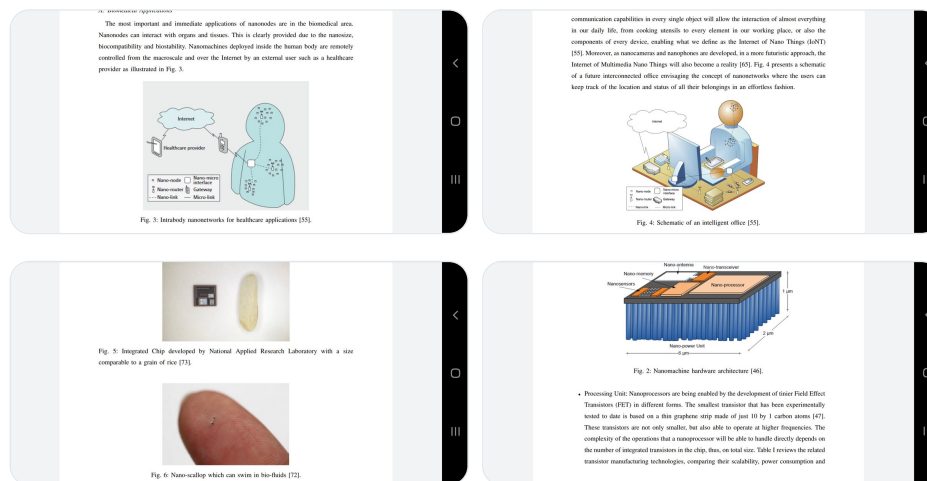 A. Biomedical Applications
The most important and immediate applications of nanonodes are in the biomedical area.
Nanonodes can interact with organs and tissues. This is clearly provided due to the nanosize,
biocompatibility and biostability. Nanomachines deployed inside the human body are remotely
controlled from the macroscale and over the Internet by an external user such as a healthcare
provider as illustrated in Fig. 3.
Internet
Healthcare provider
Nano-node
Nano-micro interface
Nano-router
Gateway
Nano-link
Micro-link
Fig. 3: Intrabody nanonetworks for healthcare applications [55].
communication capabilities in every single object will allow the interaction of almost everything
in our daily life, from cooking utensils to every element in our working place, or also the
components of every device, enabling what we define as the Internet of Nano Things (IoNT)
[55]. Moreover, as nanocameras and nanophones are developed, in a more futuristic approach, the
Internet of Multimedia Nano Things will also become a reality [65]. Fig. 4 presents a schematic
of a future interconnected office envisaging the concept of nanonetworks where the users can
keep track of the location and status of all their belongings in an effortless fashion.
Internet
Nano-node
Nano-micro interface
Nano-router
Gateway
Nano-link
Micro-link
Fig. 4: Schematic of an intelligent office [55].
Fig. 5: Integrated Chip developed by National Applied Research Laboratory with a size
comparable to a grain of rice [73].
Fig. 6: Nano-scallop which can swim in bio-fluids [72].
Nano-antenna
Nano-transceiver
Nano-memory
Nanosensors
Nano-processor
1 μm
2 μm
Nano-power Unit
6 μm
Fig. 2: Nanomachine hardware architecture [46].
• Processing Unit: Nanoprocessors are being enabled by the development of tinier Field Effect
Transistors (FET) in different forms. The smallest transistor that has been experimentally
tested to date is based on a thin graphene strip made of just 10 by 1 carbon atoms [47].
These transistors are not only smaller, but also able to operate at higher frequencies. The
complexity of the operations that a nanoprocessor will be able to handle directly depends on
the number of integrated transistors in the chip, thus, on total size. Table I reviews the related
transistor manufacturing technologies, comparing their scalability, power consumption and